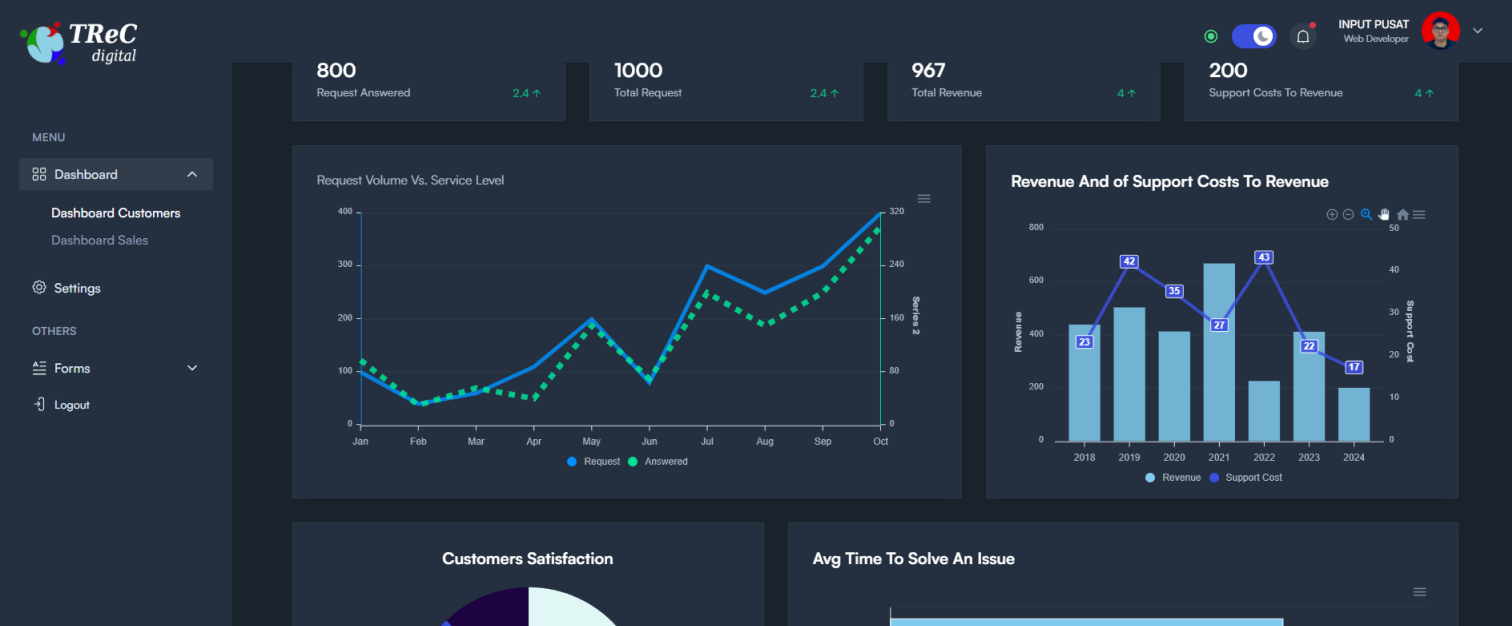 TReC
digital
INPUT PUSAT
Web Developer
MENU
Dashboard
Dashboard Customers
Dashboard Sales
Settings
OTHERS
Forms
Logout
800
Request Answered
2.4
1000
Total Request
2.4
967
Total Revenue
4
200
Support Costs To Revenue
4
Request Volume Vs. Service Level
400
300
200
100
0
320
240
160
80
0
Series 2
Jan Feb Mar Apr May Jun Jul Aug Sep Oct
Request Answered
Revenue And of Support Costs To Revenue
800
600
400
200
0
Revenue
50
40
30
20
10
0
Support Cost
23 42 35 27 43 22 17
2018 2019 2020 2021 2022 2023 2024
Revenue Support Cost
Customers Satisfaction
Avg Time To Solve An Issue